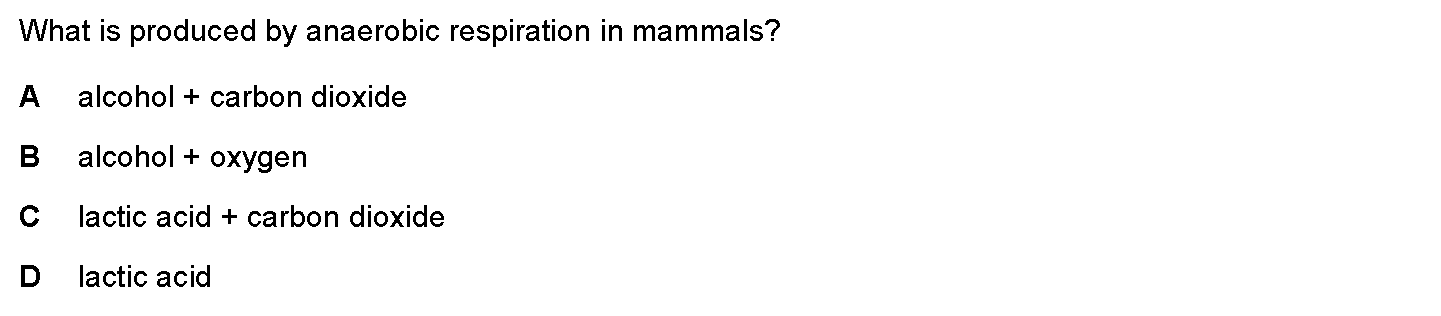 What is produced by anaerobic respiration in mammals?
A alcohol + carbon dioxide
B alcohol + oxygen
C lactic acid + carbon dioxide
D lactic acid